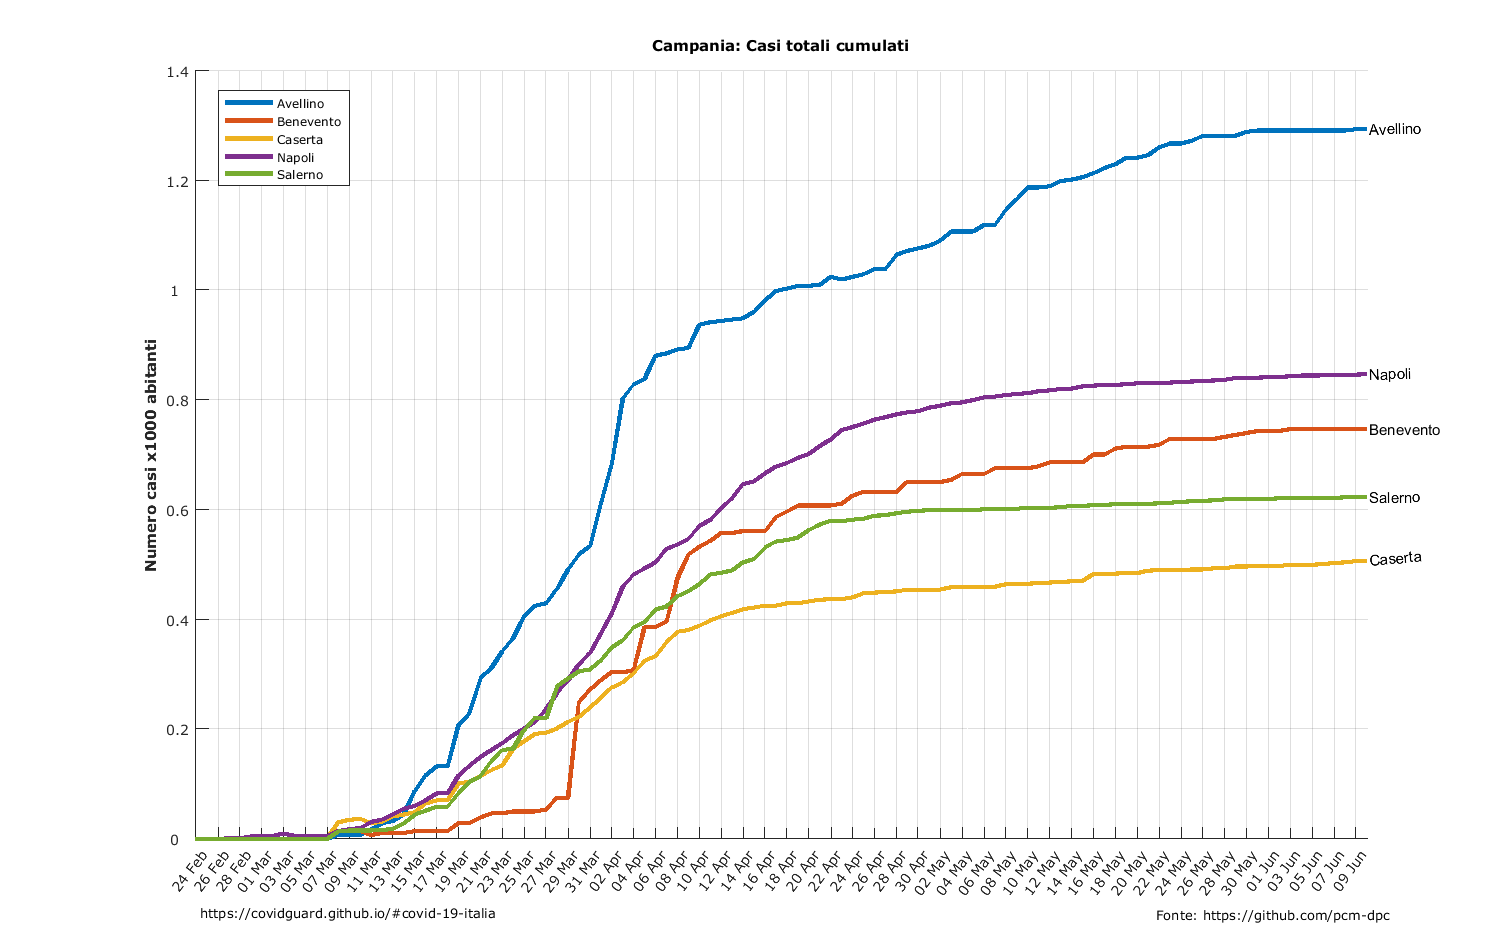 Campania: Casi totali cumulati
Numero casi x1000 abitanti
1.4
1.2
1
0.8
0.6
0.4
0.2
0
Avellino
Benevento
Caserta
Napoli
Salerno
Avellino
Napoli
Benevento
Salerno
Caserta
24 Feb
26 Feb
28 Feb
01 Mar
03 Mar
05 Mar
07 Mar
09 Mar
11 Mar
13 Mar
15 Mar
17 Mar
19 Mar
21 Mar
23 Mar
25 Mar
27 Mar
29 Mar
31 Mar
02 Apr
04 Apr
06 Apr
08 Apr
10 Apr
12 Apr
14 Apr
16 Apr
18 Apr
20 Apr
22 Apr
24 Apr
26 Apr
28 Apr
30 Apr
02 May
04 May
06 May
08 May
10 May
12 May
14 May
16 May
18 May
20 May
22 May
24 May
26 May
28 May
30 May
01 Jun
03 Jun
05 Jun
07 Jun
09 Jun
https://covidguard.github.io/#covid-19-italia
Fonte: https://github.com/pcm-dpc